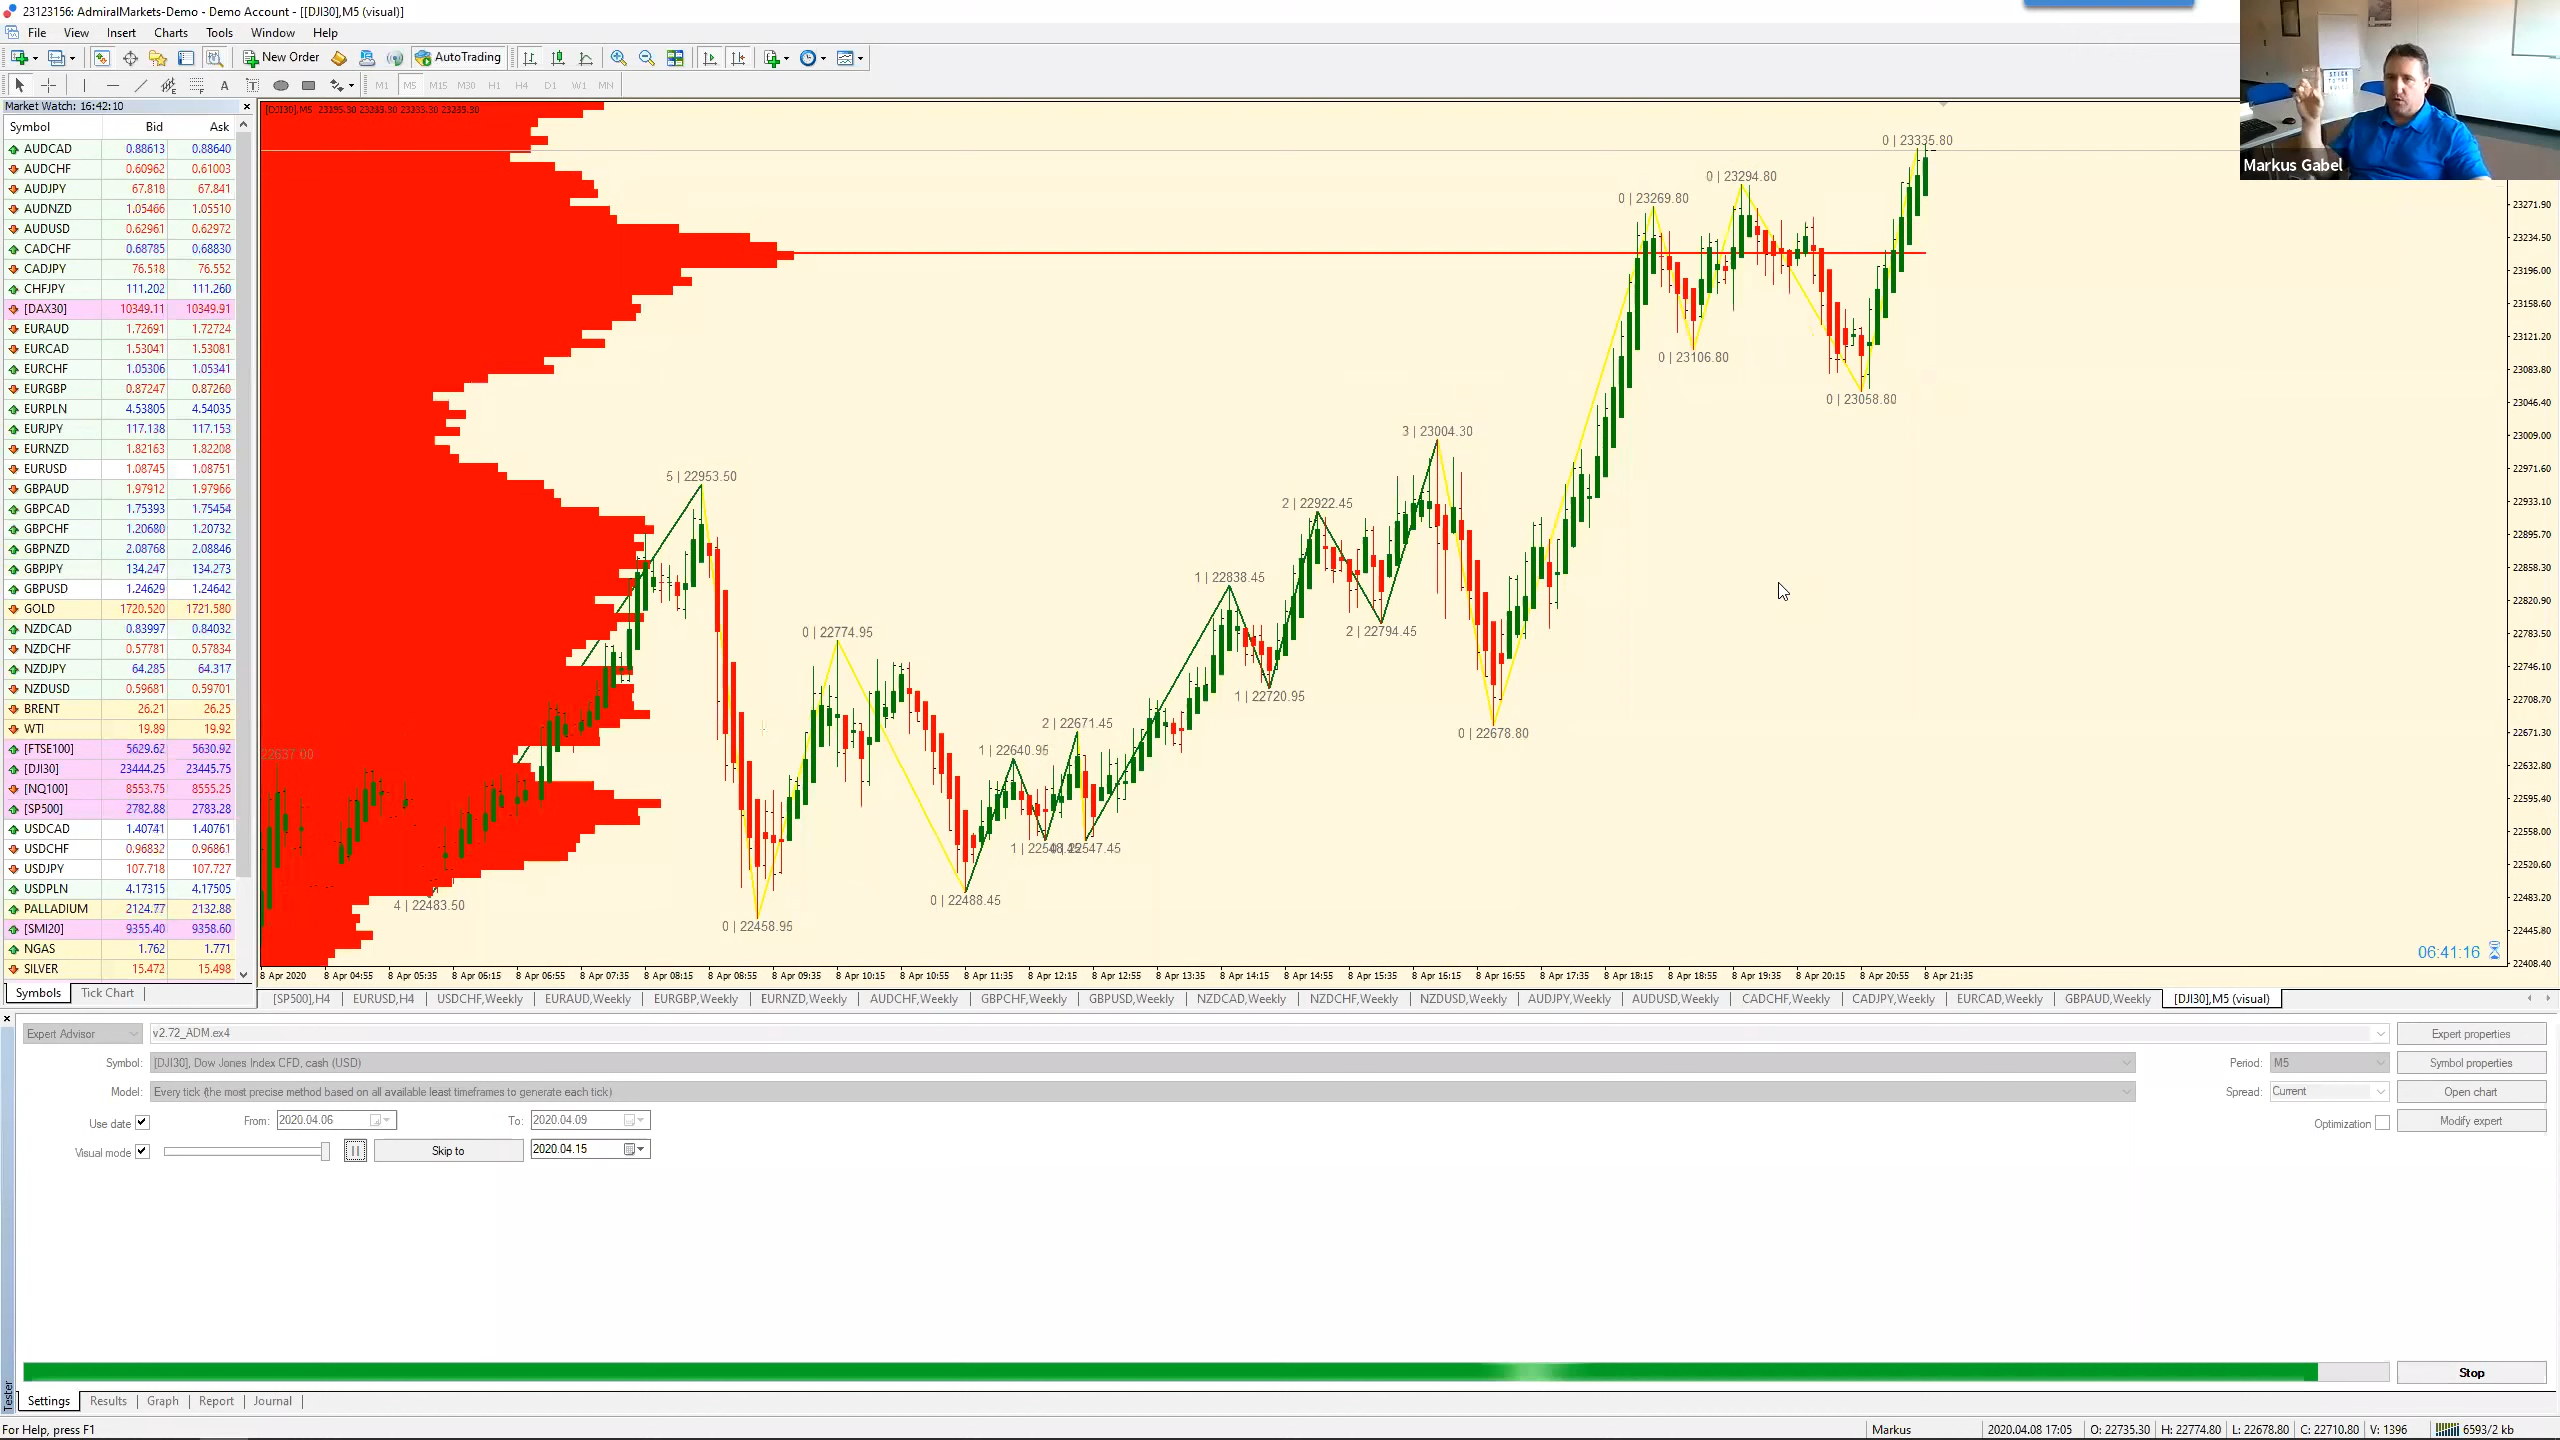 23123156: AdmiralMarkets-Demo - Demo Account - [[DJI30],M5 (visual)]
File View Insert Charts Tools Window Help
New Order AutoTrading
A T M1 M5 M15 M30 H1 H4 D1 W1 MN
STICK TO THE RULES
Markus Gabel
Market Watch: 16:42:10
Symbol Bid Ask
AUDCAD 0.88613 0.88640
AUDCHF 0.60962 0.61003
AUDJPY 67.818 67.841
AUDNZD 1.05466 1.05510
AUDUSD 0.62961 0.62972
CADCHF 0.68785 0.68830
CADJPY 76.518 76.552
CHFJPY 111.202 111.260
[DAX30] 10349.11 10349.91
EURAUD 1.72691 1.72724
EURCAD 1.53041 1.53081
EURCHF 1.05306 1.05341
EURGBP 0.87247 0.87260
EURPLN 4.53805 4.54035
EURJPY 117.138 117.153
EURNZD 1.82163 1.82208
EURUSD 1.08745 1.08751
GBPAUD 1.97912 1.97966
GBPCAD 1.75393 1.75454
GBPCHF 1.20680 1.20732
GBPNZD 2.08768 2.08846
GBPJPY 134.247 134.273
GBPUSD 1.24629 1.24642
GOLD 1720.520 1721.580
NZDCAD 0.83997 0.84032
NZDCHF 0.57781 0.57834
NZDJPY 64.285 64.317
NZDUSD 0.59681 0.59701
BRENT 26.21 26.25
WTI 19.89 19.92
[FTSE100] 5629.62 5630.92
[DJI30] 23444.25 23445.75
[NQ100] 8553.75 8555.25
[SP500] 2782.88 2783.28
USDCAD 1.40741 1.40761
USDCHF 0.96832 0.96861
USDJPY 107.718 107.727
USDPLN 4.17315 4.17505
PALLADIUM 2124.77 2132.88
[SMI20] 9355.40 9358.60
NGAS 1.762 1.771
SILVER 15.472 15.498
Symbols Tick Chart
[DJI30],M5
0 | 23335.80
0 | 23294.80
0 | 23269.80
0 | 23106.80
0 | 23058.80
3 | 23004.30
5 | 22953.50
2 | 22922.45
1 | 22838.45
0 | 22774.95
2 | 22794.45
1 | 22720.95
2 | 22671.45
0 | 22678.80
1 | 22640.95
22637.00
22547.45
0 | 22488.45
4 | 22483.50
0 | 22458.95
23271.90
23234.50
23196.00
23158.60
23121.20
23083.80
23046.40
23009.00
22971.60
22933.10
22895.70
22858.30
22820.90
22783.50
22746.10
22708.70
22671.30
22632.80
22595.40
22558.00
22520.60
22483.20
22445.80
22408.40
06:41:16
8 Apr 2020 8 Apr 04:55 8 Apr 05:35 8 Apr 06:15 8 Apr 06:55 8 Apr 07:35 8 Apr 08:15 8 Apr 08:55 8 Apr 09:35 8 Apr 10:15 8 Apr 10:55 8 Apr 11:35 8 Apr 12:15 8 Apr 12:55 8 Apr 13:35 8 Apr 14:15 8 Apr 14:55 8 Apr 15:35 8 Apr 16:15 8 Apr 16:55 8 Apr 17:35 8 Apr 18:15 8 Apr 18:55 8 Apr 19:35 8 Apr 20:15 8 Apr 20:55 8 Apr 21:35
[SP500],H4 EURUSD,H4 USDCHF,Weekly EURAUD,Weekly EURGBP,Weekly EURNZD,Weekly AUDCHF,Weekly GBPCHF,Weekly GBPUSD,Weekly NZDCAD,Weekly NZDCHF,Weekly NZDUSD,Weekly AUDJPY,Weekly AUDUSD,Weekly CADCHF,Weekly CADJPY,Weekly EURCAD,Weekly GBPAUD,Weekly [DJI30],M5 (visual)
Expert Advisor v2.72_ADM.ex4 Expert properties
Symbol: [DJI30], Dow Jones Index CFD, cash (USD) Period: M5 Symbol properties
Model: Every tick (the most precise method based on all available least timeframes to generate each tick) Spread: Current Open chart
Use date From: 2020.04.06 To: 2020.04.09 Optimization Modify expert
Visual mode Skip to 2020.04.15
Stop
Tester
Settings Results Graph Report Journal
For Help, press F1 Markus 2020.04.08 17:05 O: 22735.30 H: 22774.80 L: 22678.80 C: 22710.80 V: 1396 6593/2 kb